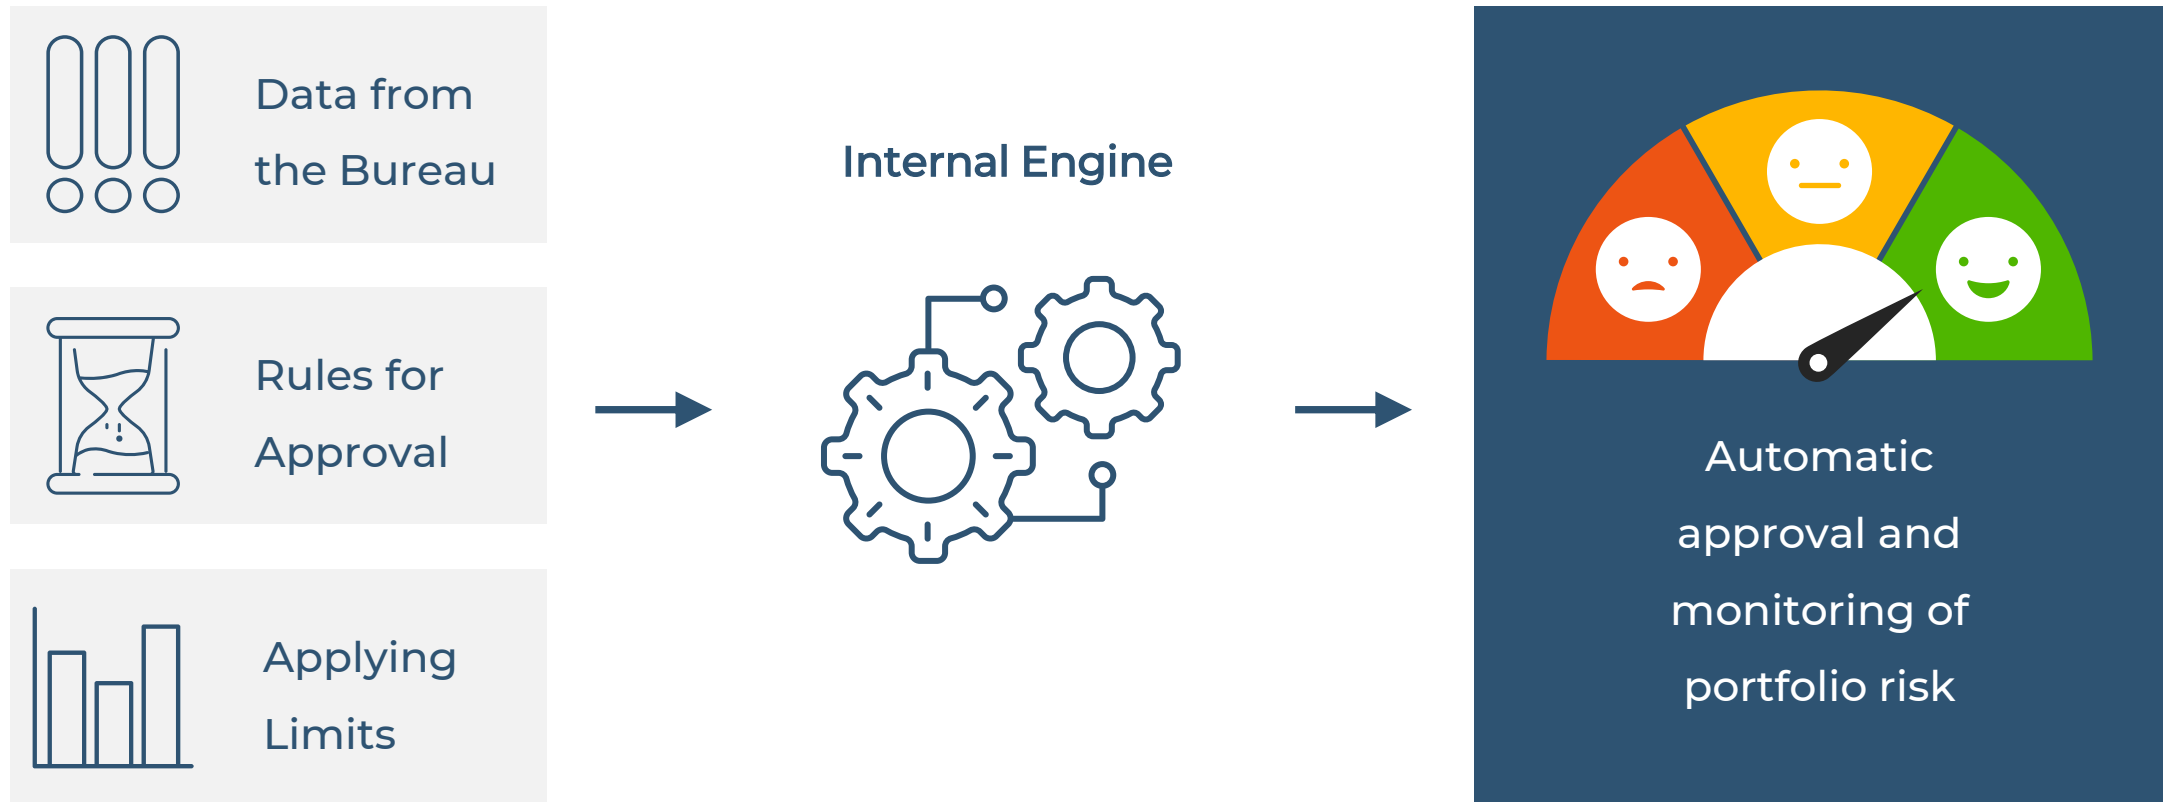 Data from
the Bureau
Rules for
Approval
Applying
Limits
Internal Engine
Automatic
approval and
monitoring of
portfolio risk